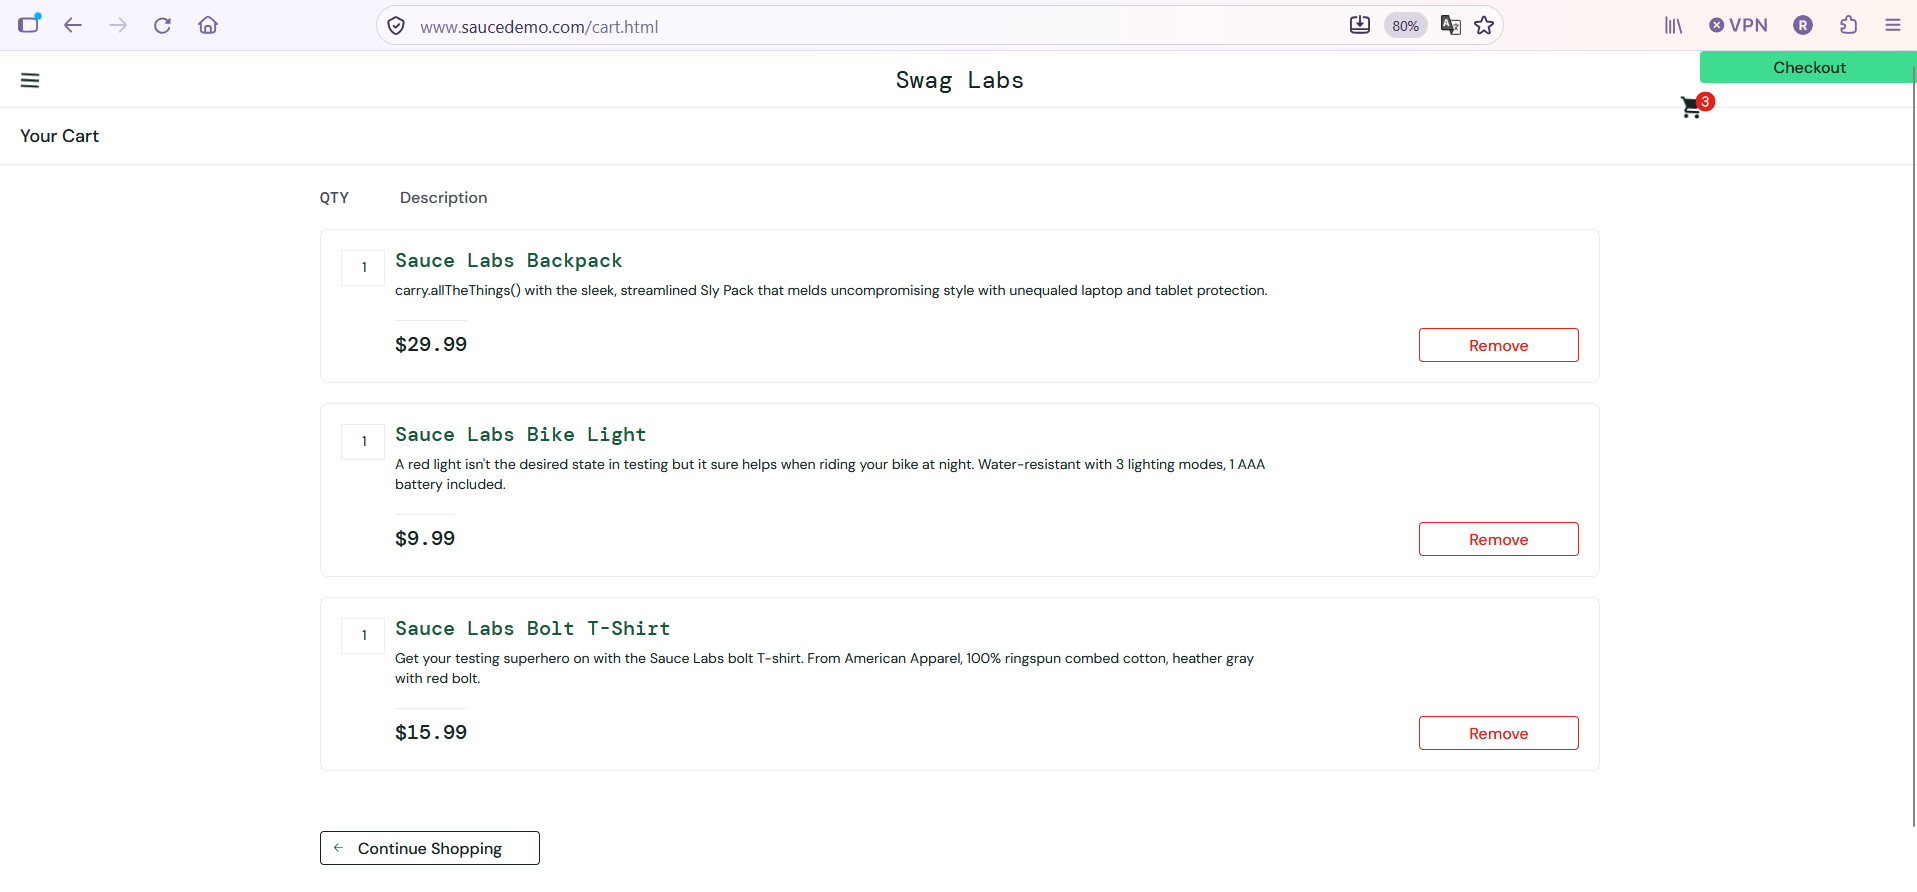 www.saucedemo.com/cart.html
80%
VPN
R
Swag Labs
Checkout
3
Your Cart
QTY Description
1
Sauce Labs Backpack
carry.allTheThings() with the sleek, streamlined Sly Pack that melds uncompromising style with unequaled laptop and tablet protection.
$29.99
Remove
1
Sauce Labs Bike Light
A red light isn't the desired state in testing but it sure helps when riding your bike at night. Water-resistant with 3 lighting modes, 1 AAA
battery included.
$9.99
Remove
1
Sauce Labs Bolt T-Shirt
Get your testing superhero on with the Sauce Labs bolt T-shirt. From American Apparel, 100% ringspun combed cotton, heather gray
with red bolt.
$15.99
Remove
Continue Shopping